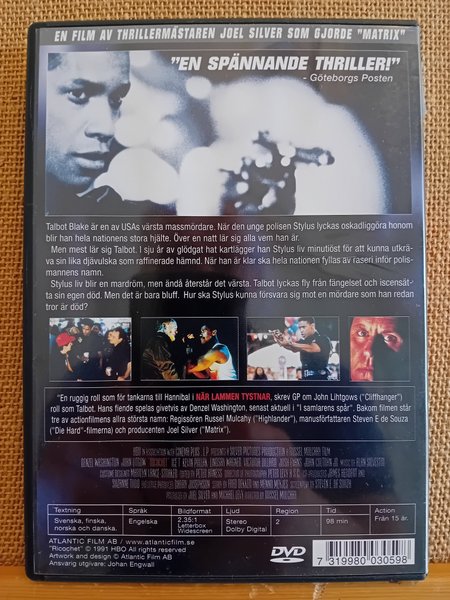 EN FILM AV THRILLERMÄSTAREN JOEL SILVER SOM GJORDE "MATRIX"
"EN SPÄNNANDE THRILLER!"
- Göteborgs Posten
Talbot Blake är en av USAs värsta massmördare. När den unge polisen Stylus lyckas oskadliggöra honom
blir han hela nationens stora hjälte. Över en natt lär sig alla vem han är.
Men mest lär sig Talbot. I sju år av glödgat hat kartlägger han Stylus liv minutiöst för att kunna utkrä-
va sin lika djävulska som raffinerade hämnd. När han är klar ska hela nationen fyllas av raseri inför polis-
mannens namn.
Stylus liv blir en mardröm, men ändå återstår det värsta. Talbot lyckas fly från fängelset och iscensät-
ta sin egen död. Men det är bara bluff. Hur ska Stylus kunna försvara sig mot en mördare som han redan
tror är död?
"En ruggig roll som för tankarna till Hannibal i NÄR LAMMEN TYSTNAR, skrev GP om John Lihtgows ("Cliffhanger")
roll som Talbot. Hans fiende spelas givetvis av Denzel Washington, senast aktuell i "I samlarens spår". Bakom filmen står
tre av actionfilmens allra största namn: Regissören Russel Mulcahy ("Highlander"), manusförfattaren Steven E de Souza
("Die Hard"-filmerna) och producenten Joel Silver ("Matrix").
Textning Språk Bildformat Ljud Region Tid Action
Svenska, finska, Engelska 2.35:1 Stereo 2 98 min Från 15 år.
norska och danska. Letterbox Dolby Digital
Widescreen
ATLANTIC FILM AB / www.atlanticfilm.se
"Ricochet" © 1991 HBO All rights reserved
Artwork and design © Atlantic Film AB
Ansvarig utgivare: Johan Engwall
DVD
7 319980 030598